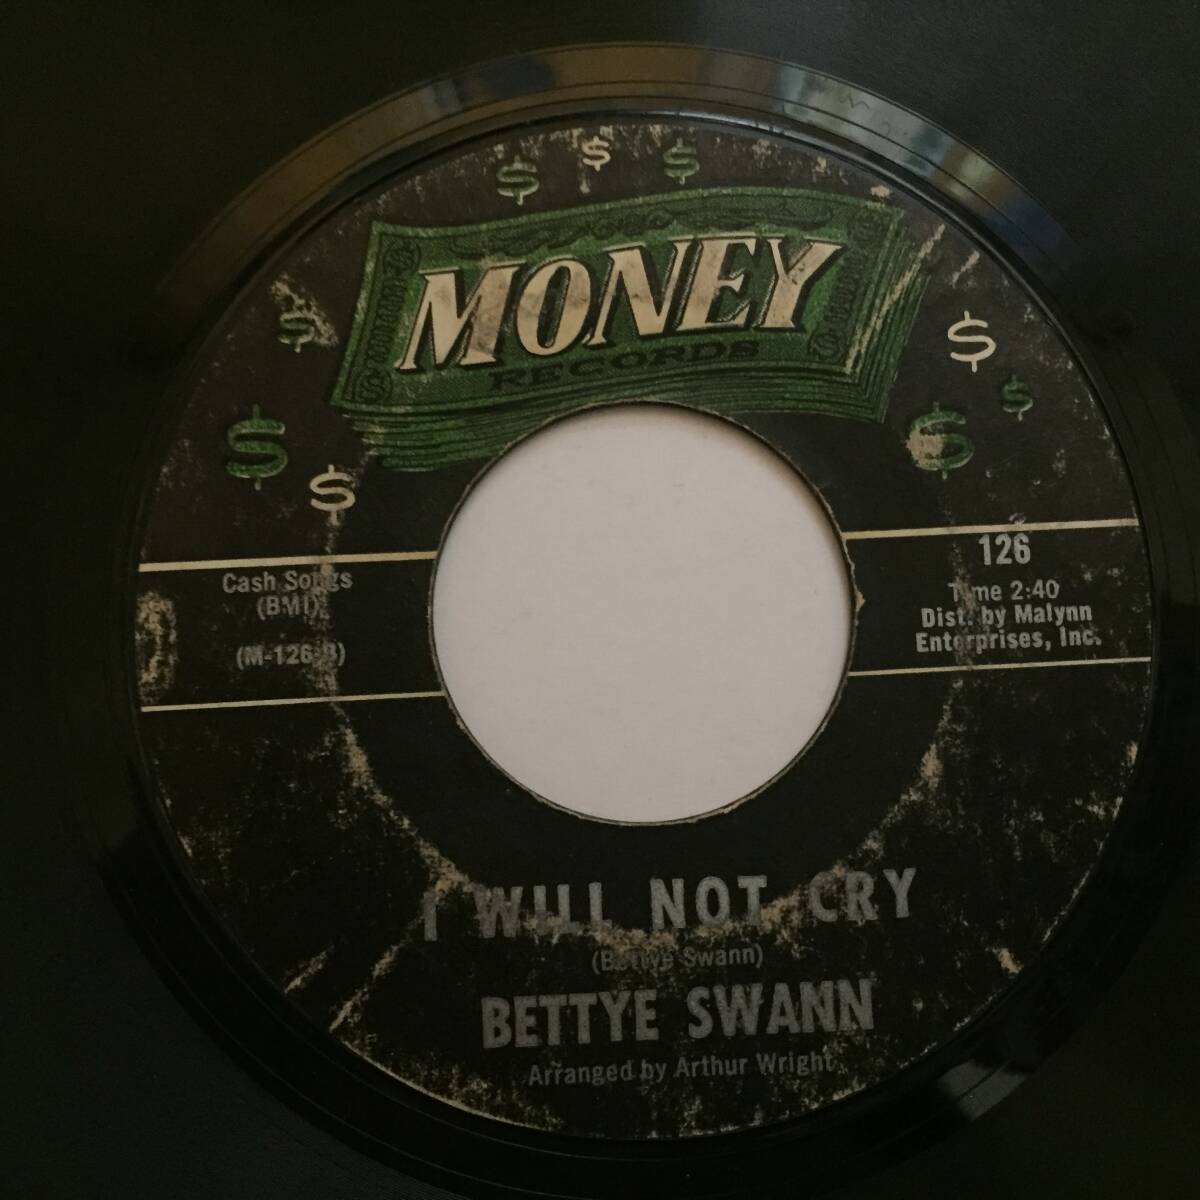 $ $ $
MONEY
RECORDS
$ $
$ $
$ $
$
Cash Songs
(BMI)
(M-126-B)
126
Time 2:40
Dist. by Malynn
Enterprises, Inc.
I WILL NOT CRY
(Bettye Swann)
BETTYE SWANN
Arranged by Arthur Wright